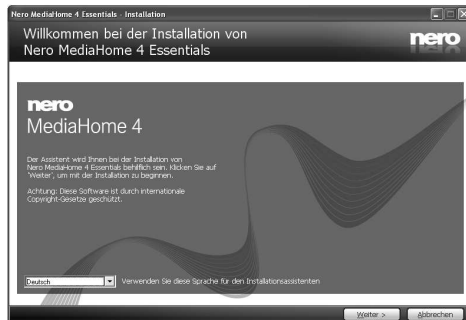 Nero MediaHome 4 Essentials - Installation
Willkommen bei der Installation von
Nero MediaHome 4 Essentials
nero
nero
MediaHome 4
Der Assistent wird Ihnen bei der Installation von
Nero MediaHome 4 Essentials behilflich sein. Klicken Sie auf
'Weiter', um mit der Installation zu beginnen.
Achtung: Diese Software ist durch internationale
Copyright-Gesetze geschützt.
Deutsch
Verwenden Sie diese Sprache für den Installationsassistenten
Weiter >
Abbrechen